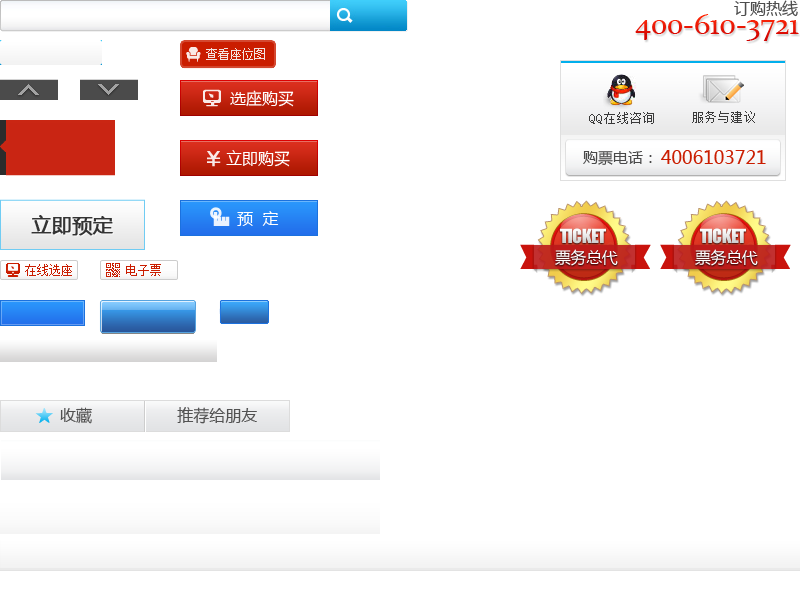 订购热线
400-610-3721
查看座位图
选座购买
QQ在线咨询
服务与建议
¥ 立即购买
购票电话： 4006103721
立即预定
预 定
TICKET
票务总代
TICKET
票务总代
在线选座
电子票
收藏
推荐给朋友